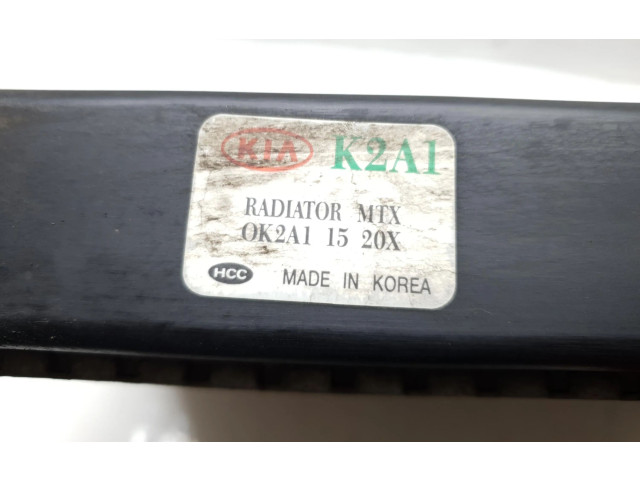 KIA K2A1
RADIATOR MTX
OK2A1 15 20X
HCC MADE IN KOREA